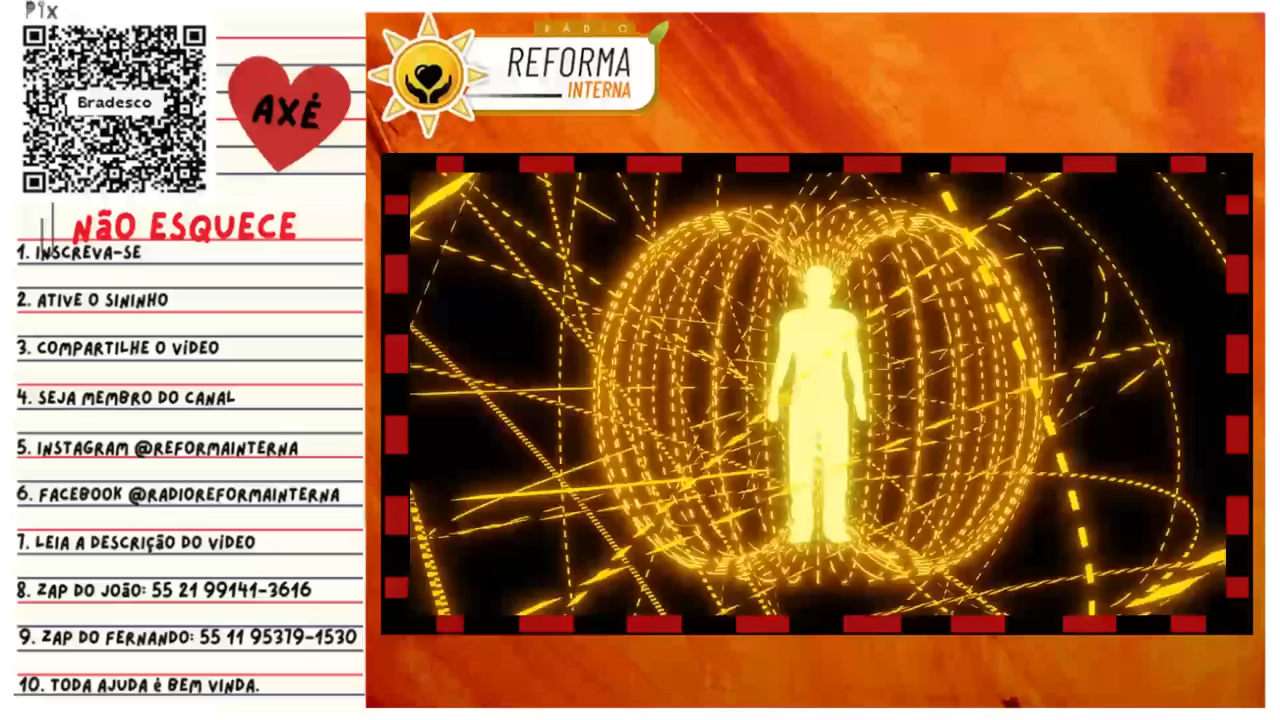 Pix
Bradesco
AXÉ
NÃO ESQUECE
1. INSCREVA-SE
2. ATIVE O SININHO
3. COMPARTILHE O VÍDEO
4. SEJA MEMBRO DO CANAL
5. INSTAGRAM @REFORMAINTERNA
6. FACEBOOK @RADIOREFORMAINTERNA
7. LEIA A DESCRIÇÃO DO VÍDEO
8. ZAP DO JOÃO: 55 21 99141-3616
9. ZAP DO FERNANDO: 55 11 95379-1530
10. TODA AJUDA É BEM VINDA.
RÁDIO
REFORMA
INTERNA